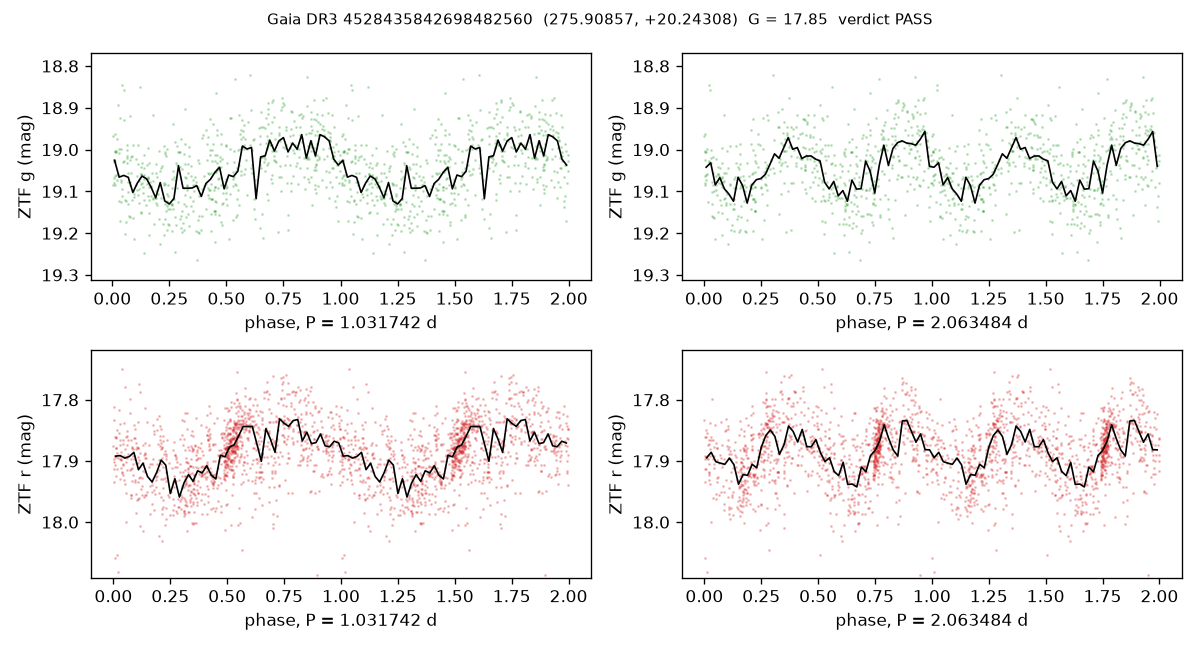 Gaia DR3 4528435842698482560 (275.90857, +20.24308) G = 17.85 verdict PASS
ZTF g (mag)
18.8
18.9
19.0
19.1
19.2
19.3
0.00 0.25 0.50 0.75 1.00 1.25 1.50 1.75 2.00
phase, P = 1.031742 d
ZTF g (mag)
18.8
18.9
19.0
19.1
19.2
19.3
0.00 0.25 0.50 0.75 1.00 1.25 1.50 1.75 2.00
phase, P = 2.063484 d
ZTF r (mag)
17.8
17.9
18.0
0.00 0.25 0.50 0.75 1.00 1.25 1.50 1.75 2.00
phase, P = 1.031742 d
ZTF r (mag)
17.8
17.9
18.0
0.00 0.25 0.50 0.75 1.00 1.25 1.50 1.75 2.00
phase, P = 2.063484 d